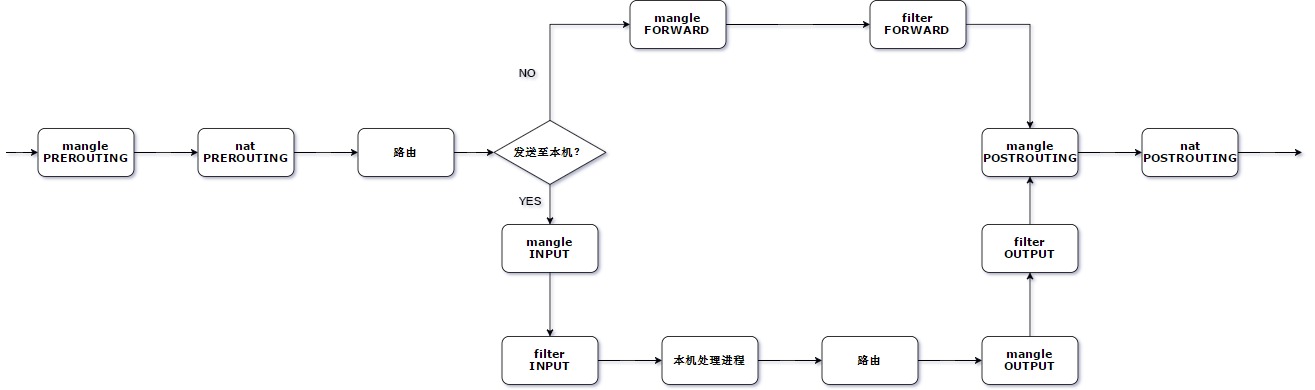 mangle
FORWARD
filter
FORWARD
NO
mangle
PREROUTING
nat
PREROUTING
路由
发送至本机?
mangle
POSTROUTING
nat
POSTROUTING
YES
mangle
INPUT
filter
OUTPUT
filter
INPUT
本机处理进程
路由
mangle
OUTPUT